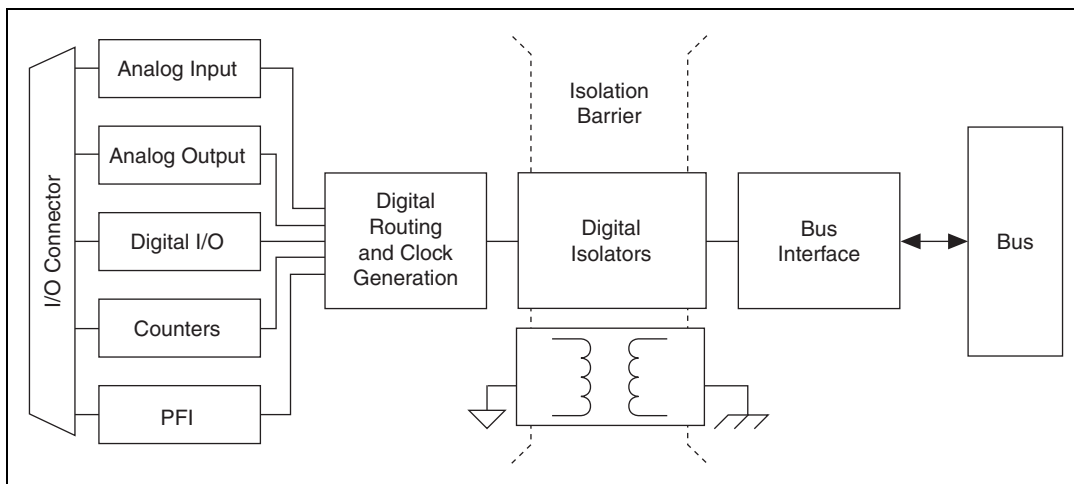 I/O Connector
Analog Input
Analog Output
Digital I/O
Counters
PFI
Digital
Routing
and Clock
Generation
Isolation
Barrier
Digital
Isolators
Bus
Interface
Bus